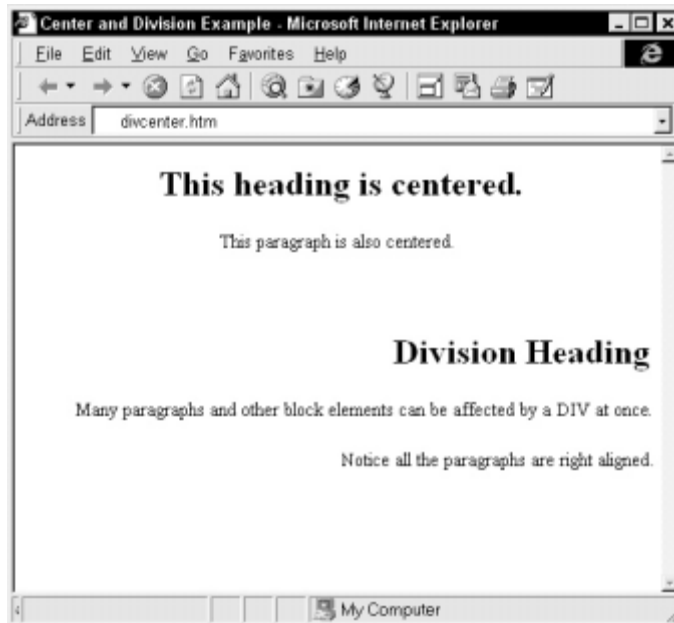 Center and Division Example - Microsoft Internet Explorer
File Edit View Go Favorites Help
Address divcenter.htm
This heading is centered.
This paragraph is also centered.
Division Heading
Many paragraphs and other block elements can be affected by a DIV at once.
Notice all the paragraphs are right aligned.
My Computer